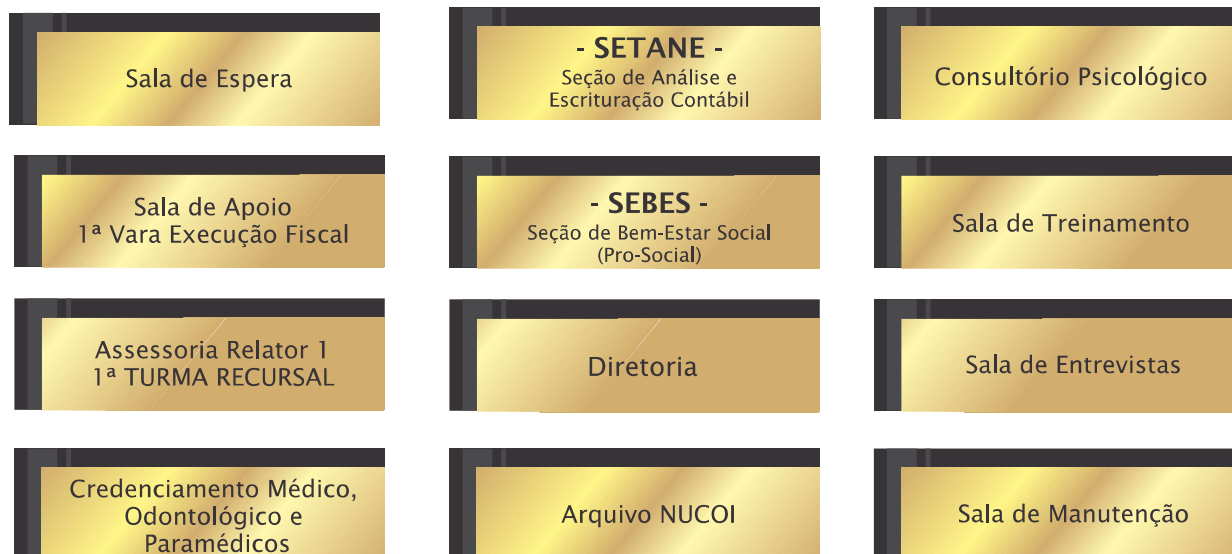 Sala de Espera
- SETANE -
Seção de Análise e
Escrituração Contábil
Consultório Psicológico
Sala de Apoio
1ª Vara Execução Fiscal
- SEBES -
Seção de Bem-Estar Social
(Pro-Social)
Sala de Treinamento
Assessoria Relator 1
1ª TURMA RECURSAL
Diretoria
Sala de Entrevistas
Credenciamento Médico,
Odontológico e
Paramédicos
Arquivo NUCOI
Sala de Manutenção